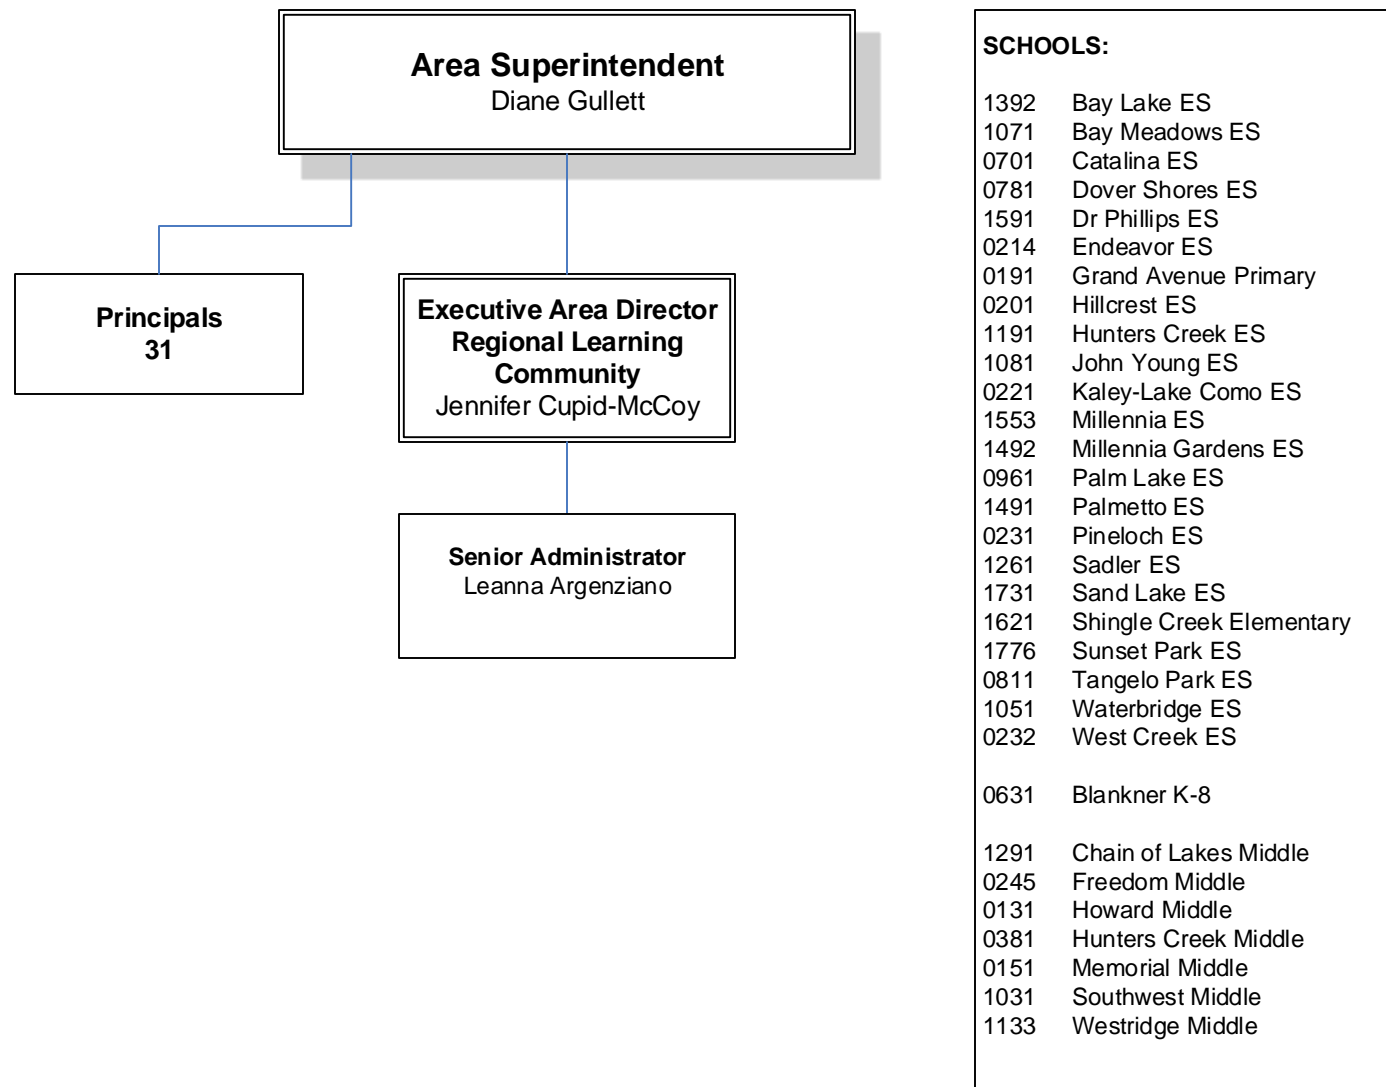 Area Superintendent
Diane Gullett
Principals
31
Executive Area Director
Regional Learning
Community
Jennifer Cupid-McCoy
Senior Administrator
Leanna Argenziano
SCHOOLS:
1392 Bay Lake ES
1071 Bay Meadows ES
0701 Catalina ES
0781 Dover Shores ES
1591 Dr Phillips ES
0214 Endeavor ES
0191 Grand Avenue Primary
0201 Hillcrest ES
1191 Hunters Creek ES
1081 John Young ES
0221 Kaley-Lake Como ES
1553 Millennia ES
1492 Millennia Gardens ES
0961 Palm Lake ES
1491 Palmetto ES
0231 Pineloch ES
1261 Sadler ES
1731 Sand Lake ES
1621 Shingle Creek Elementary
1776 Sunset Park ES
0811 Tangelo Park ES
1051 Waterbridge ES
0232 West Creek ES
0631 Blankner K-8
1291 Chain of Lakes Middle
0245 Freedom Middle
0131 Howard Middle
0381 Hunters Creek Middle
0151 Memorial Middle
1031 Southwest Middle
1133 Westridge Middle